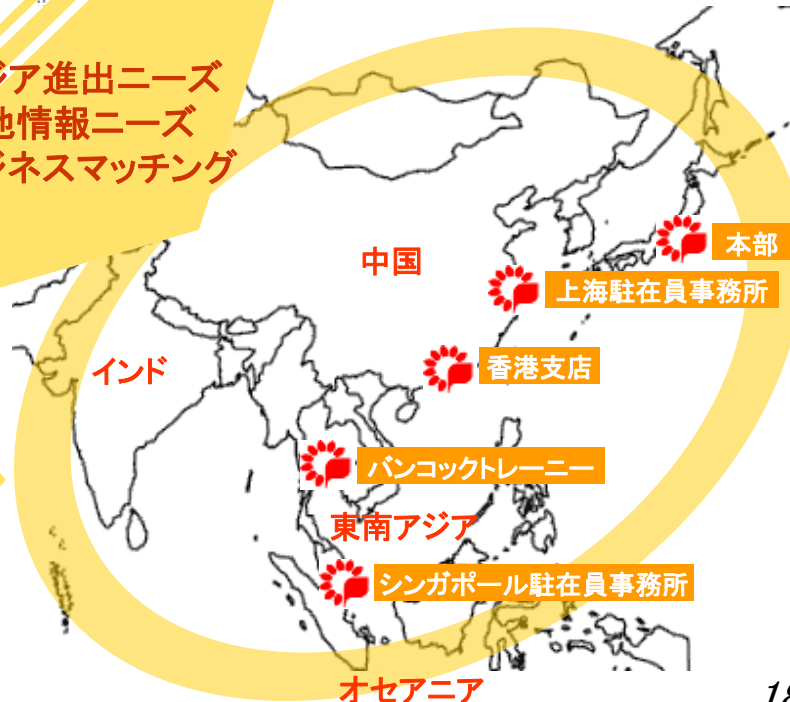 ジア進出ニーズ
地情報ニーズ
ジネスマッチング
中国
本部
上海駐在員事務所
インド
香港支店
バンコックトレーニー
東南アジア
シンガポール駐在員事務所
オセアニア